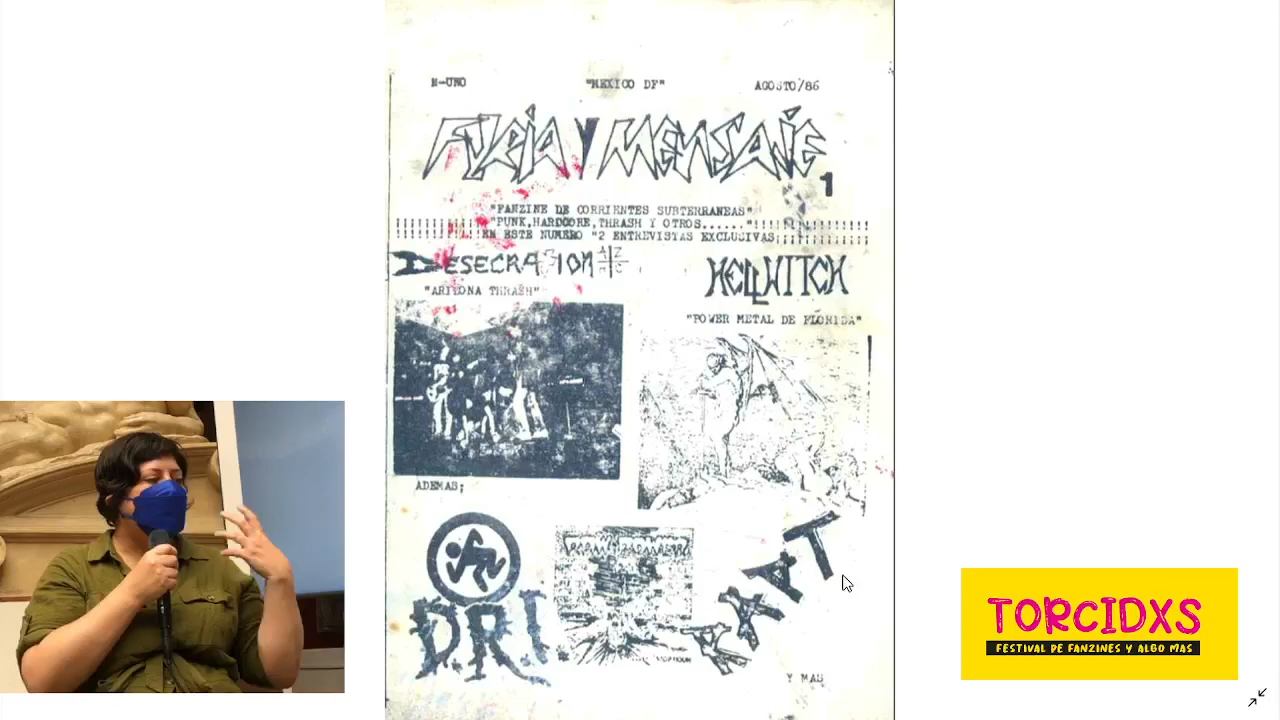 N-UNO "MEXICO DF" AGOSTO/86
FURIA Y MENSAJE
1
"FANZINE DE CORRIENTES SUBTERRANEAS"
"PUNK,HARDCORE,THRASH Y OTROS......"
EN ESTE NUMERO "2 ENTREVISTAS EXCLUSIVAS
DESECRATION
HELLWITCH
"ARIZONA THRASH"
"POWER METAL DE FLORIDA"
ADEMAS;
D.R.I.
Y MAS
TORCIDXS
FESTIVAL DE FANZINES Y ALGO MAS